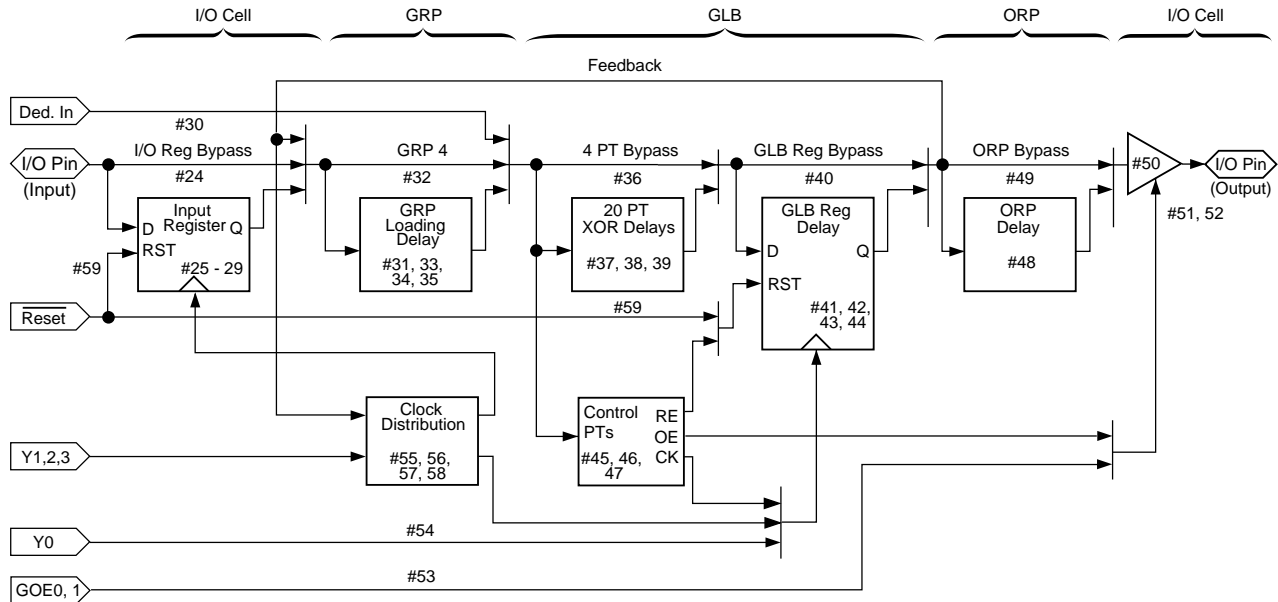 I/O Cell
GRP
GLB
ORP
I/O Cell
Feedback
Ded. In
#30
I/O Pin
(Input)
I/O Reg Bypass
#24
GRP 4
#32
4 PT Bypass
#36
GLB Reg Bypass
#40
ORP Bypass
#49
#50
I/O Pin
(Output)
#51, 52
Input
Register
D
Q
RST
#25 - 29
#59
GRP
Loading
Delay
#31, 33,
34, 35
20 PT
XOR Delays
#37, 38, 39
GLB Reg
Delay
D
Q
RST
#41, 42,
43, 44
ORP
Delay
#48
Reset
#59
Clock
Distribution
#55, 56,
57, 58
Control
PTs
RE
OE
CK
#45, 46,
47
Y1,2,3
Y0
#54
GOE0, 1
#53